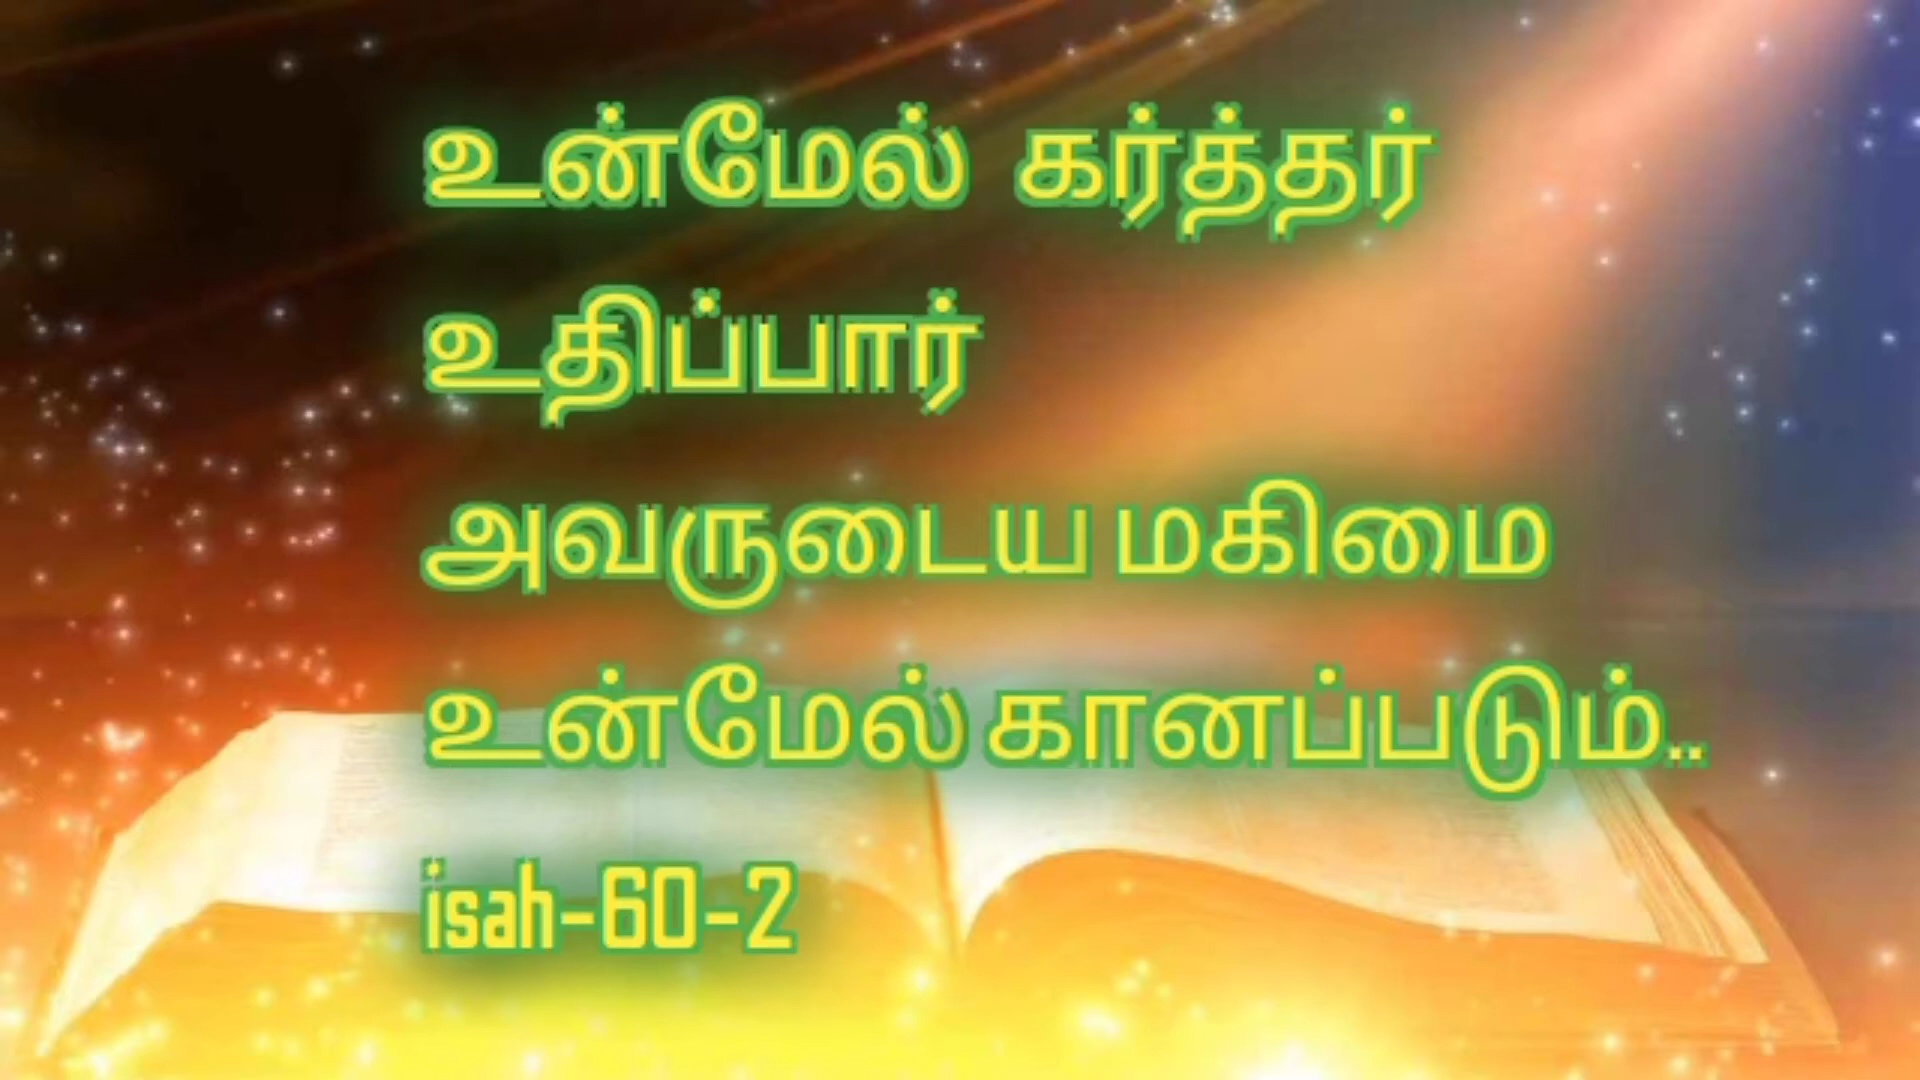 உன்மேல் கர்த்தர்
உதிப்பார்
அவருடைய மகிமை
உன்மேல் கானப்படும்..
isah-60-2